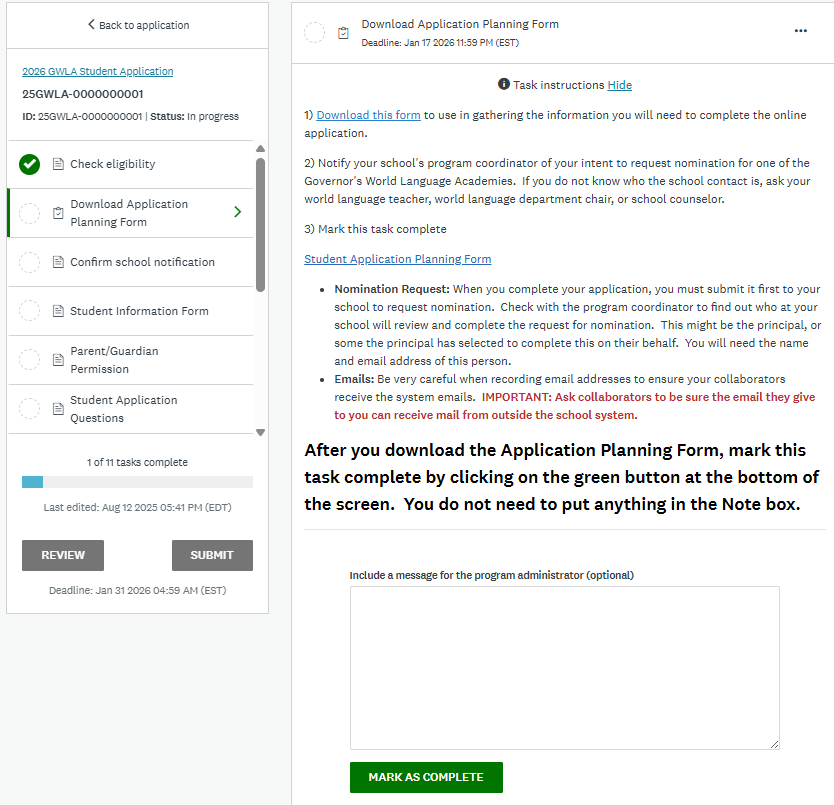 Back to application
2026 GWLA Student Application
25GWLA-0000000001
ID: 25GWLA-0000000001 | Status: In progress
Check eligibility
Download Application
Planning Form
Confirm school notification
Student Information Form
Parent/Guardian
Permission
Student Application
Questions
1 of 11 tasks complete
Last edited: Aug 12 2025 05:41 PM (EDT)
REVIEW SUBMIT
Deadline: Jan 31 2026 04:59 AM (EST)
Download Application Planning Form
Deadline: Jan 17 2026 11:59 PM (EST)
Task instructions Hide
1) Download this form to use in gathering the information you will need to complete the online
application.
2) Notify your school's program coordinator of your intent to request nomination for one of the
Governor's World Language Academies.  If you do not know who the school contact is, ask your
world language teacher, world language department chair, or school counselor.
3) Mark this task complete
Student Application Planning Form
• Nomination Request: When you complete your application, you must submit it first to your
school to request nomination.  Check with the program coordinator to find out who at your
school will review and complete the request for nomination.  This might be the principal, or
some the principal has selected to complete this on their behalf.  You will need the name
and email address of this person.
• Emails: Be very careful when recording email addresses to ensure your collaborators
receive the system emails.  IMPORTANT: Ask collaborators to be sure the email they give
to you can receive mail from outside the school system.
After you download the Application Planning Form, mark this
task complete by clicking on the green button at the bottom of
the screen.  You do not need to put anything in the Note box.
Include a message for the program administrator (optional)
MARK AS COMPLETE